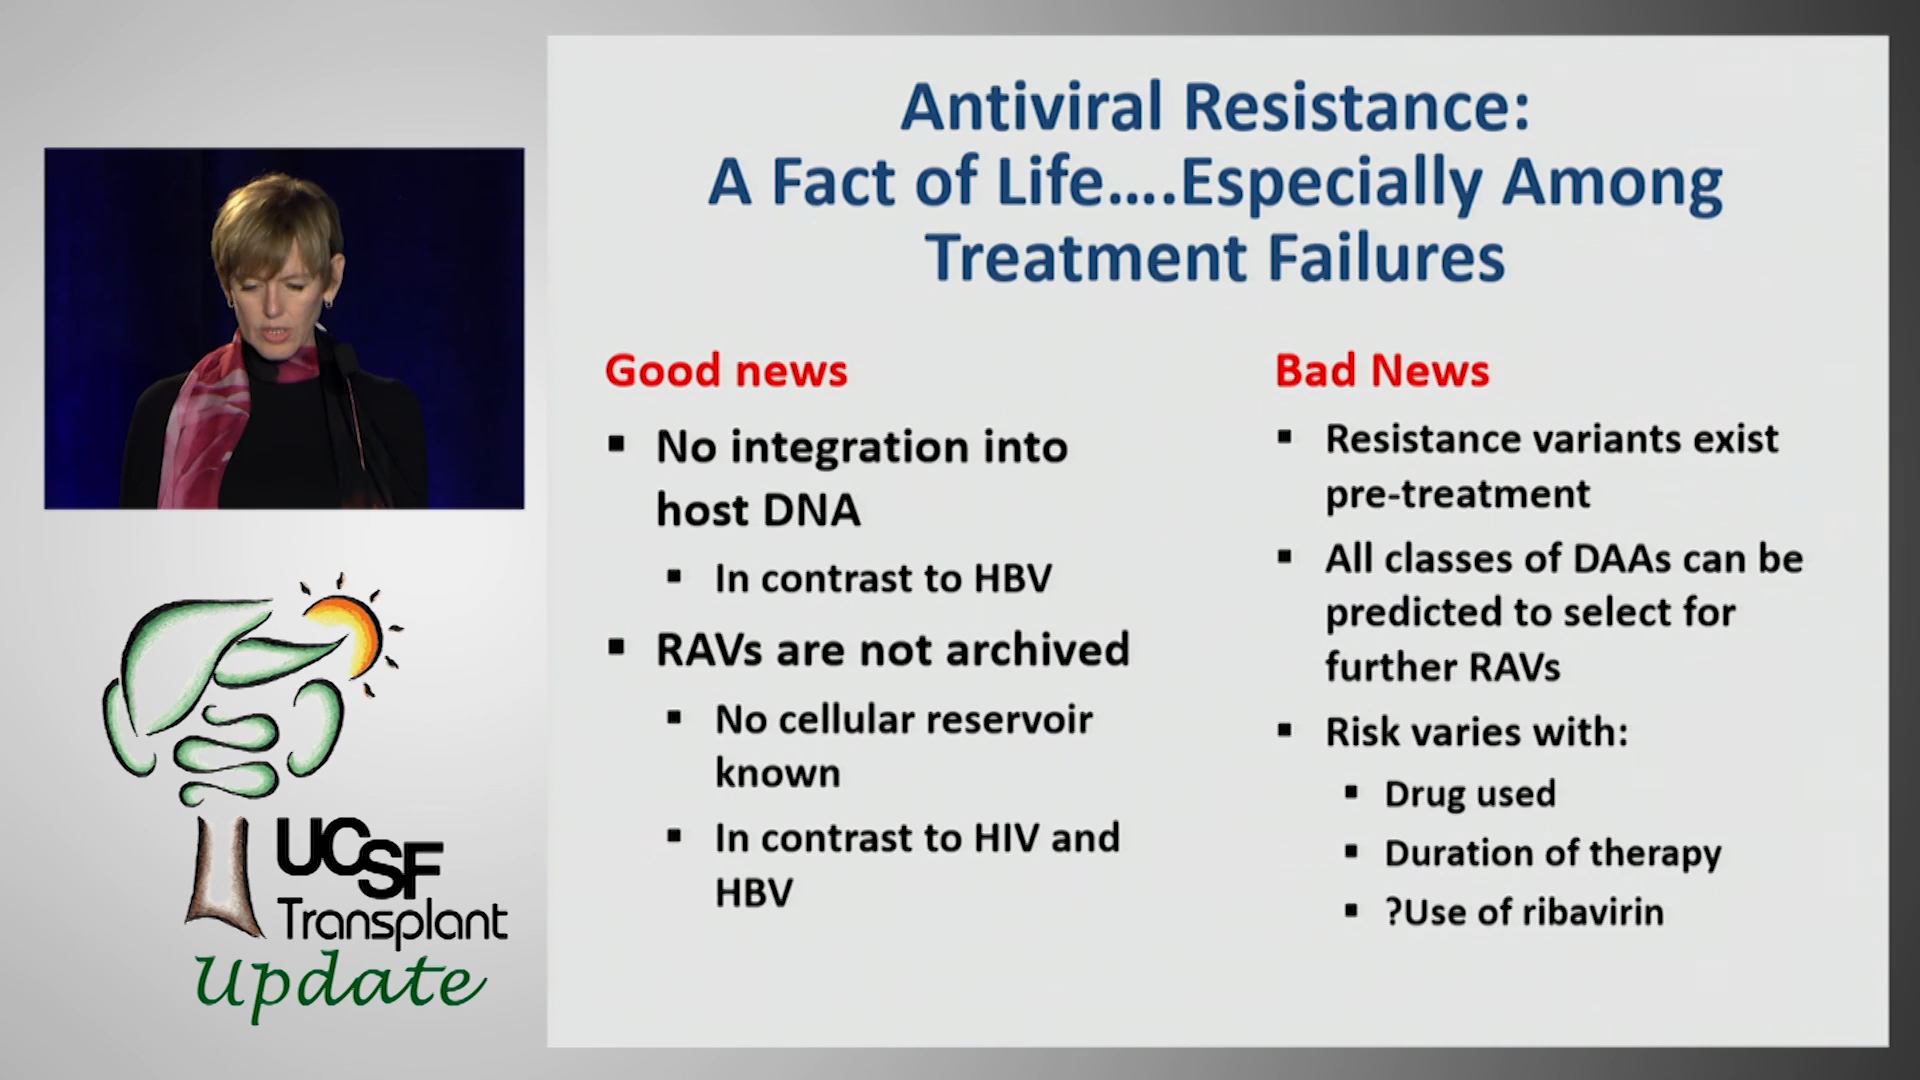 Antiviral Resistance:
A Fact of Life....Especially Among
Treatment Failures
Good news
▪ No integration into
host DNA
▪ In contrast to HBV
▪ RAVs are not archived
▪ No cellular reservoir
known
▪ In contrast to HIV and
HBV
Bad News
▪ Resistance variants exist
pre-treatment
▪ All classes of DAAs can be
predicted to select for
further RAVs
▪ Risk varies with:
▪ Drug used
▪ Duration of therapy
▪ ?Use of ribavirin
UCSF
Transplant
Update